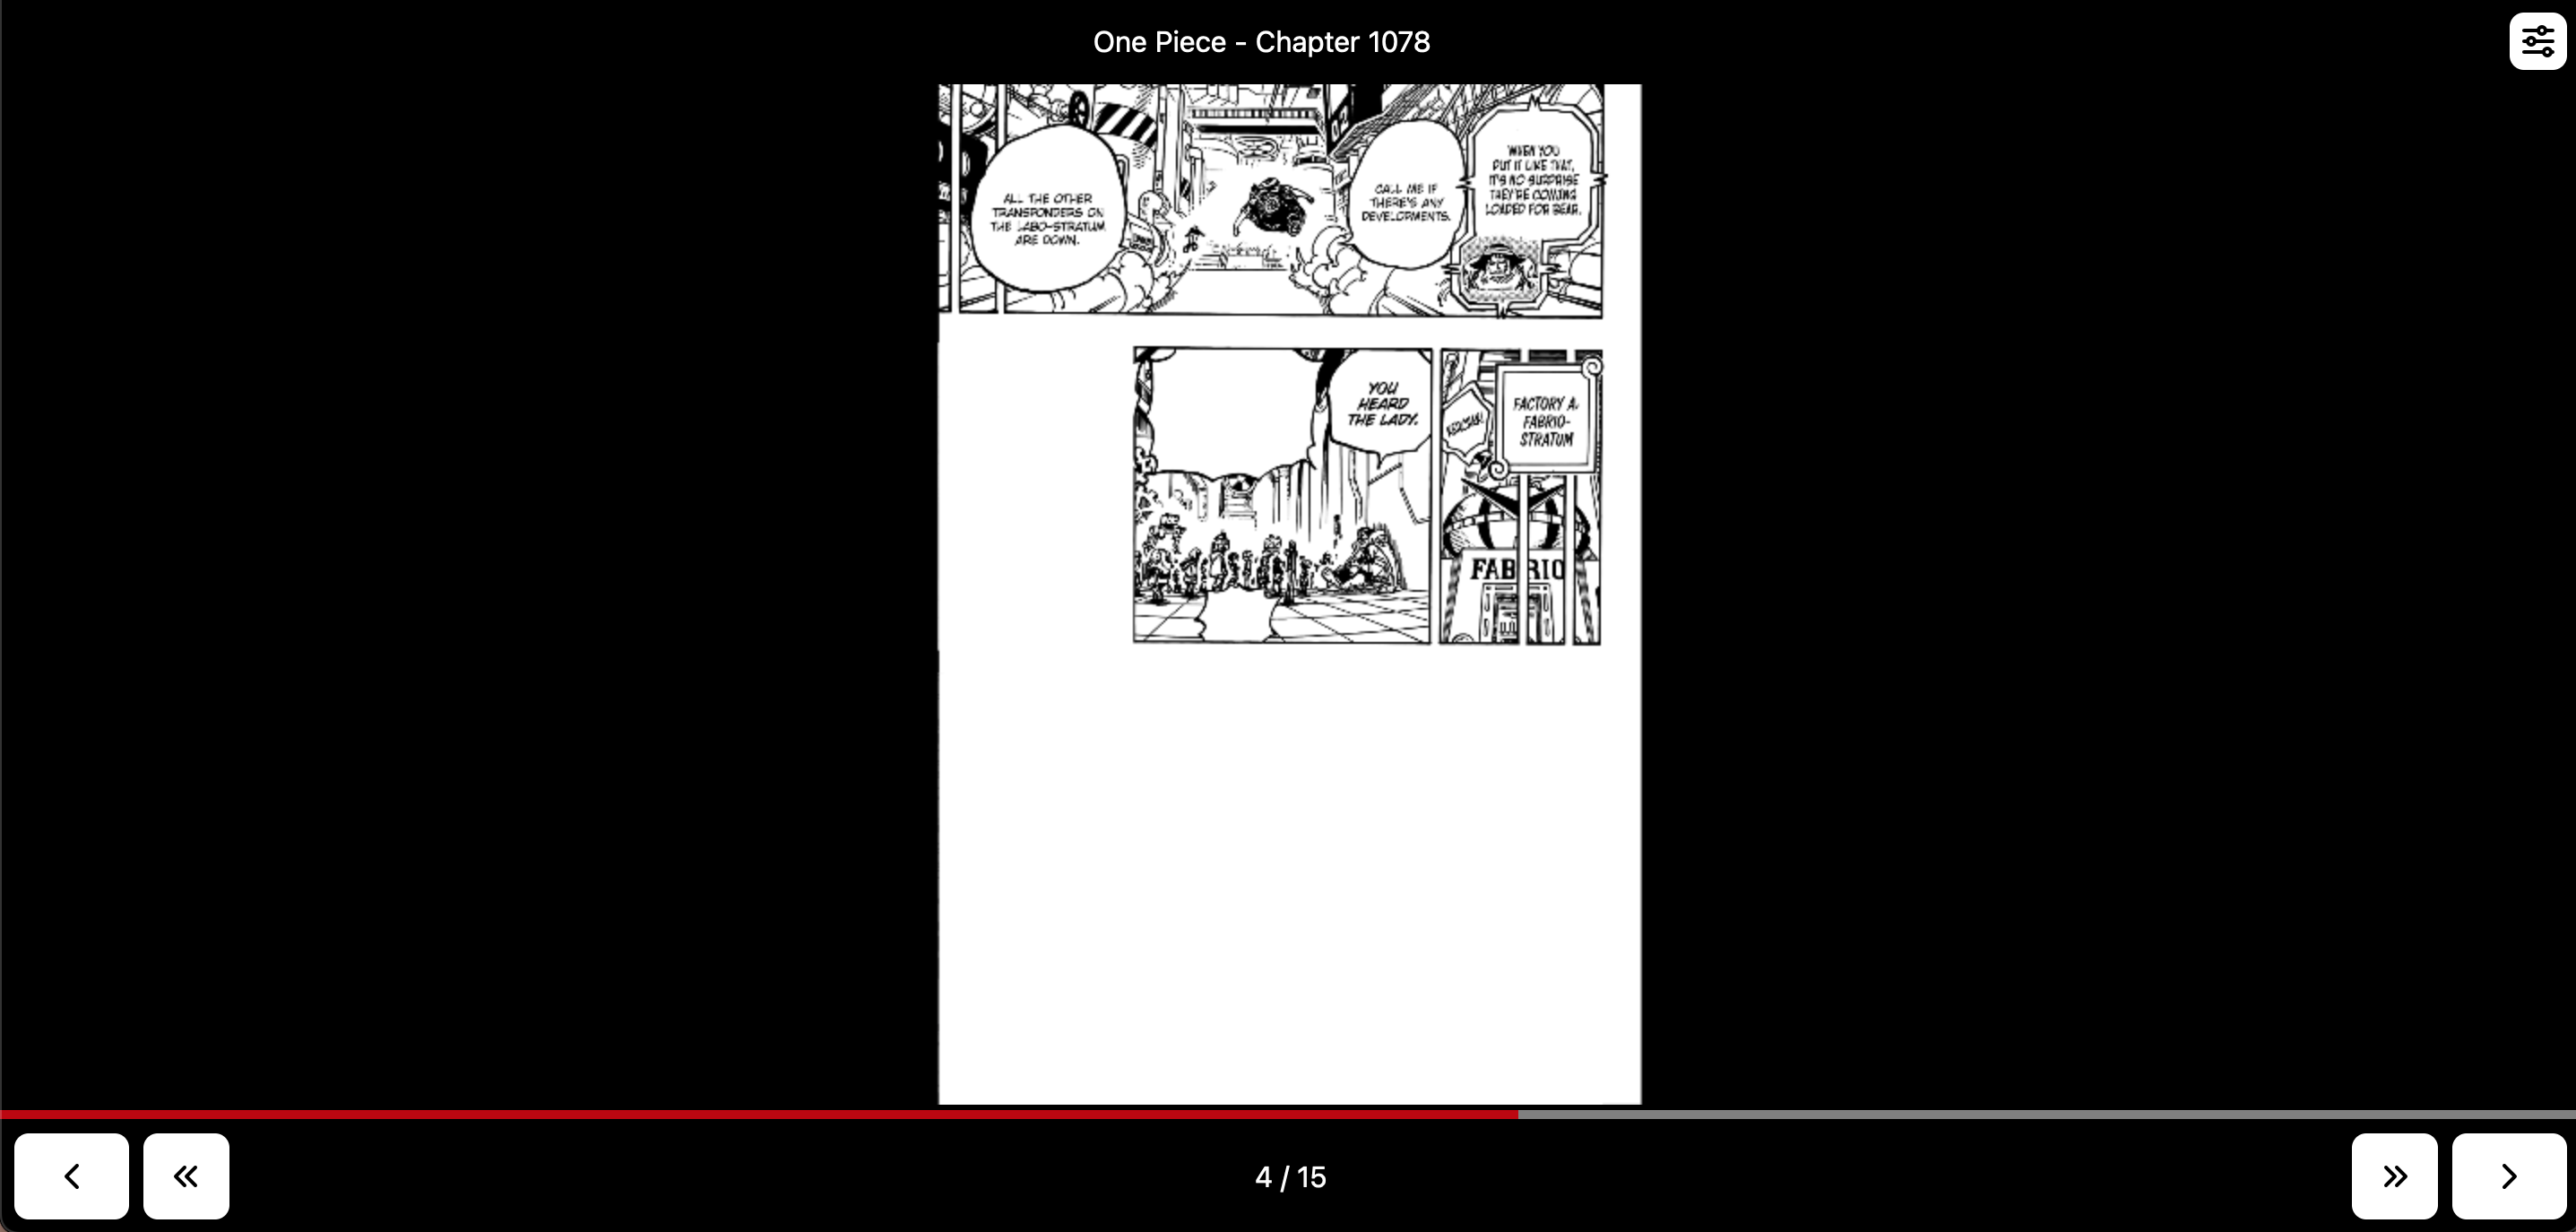 One Piece - Chapter 1078
WHEN YOU
PUT IT LIKE THAT,
IT'S NO SURPRISE
THEY'RE COMING
LOADED FOR BEAR.
CALL ME IF
THERE'S ANY
DEVELOPMENTS.
ALL THE OTHER
TRANSPONDERS ON
THE LABO-STRATUM
ARE DOWN.
FACTORY A,
FABRIO-
STRATUM
FABRIO
YOU
HEARD
THE LADY.
4 / 15